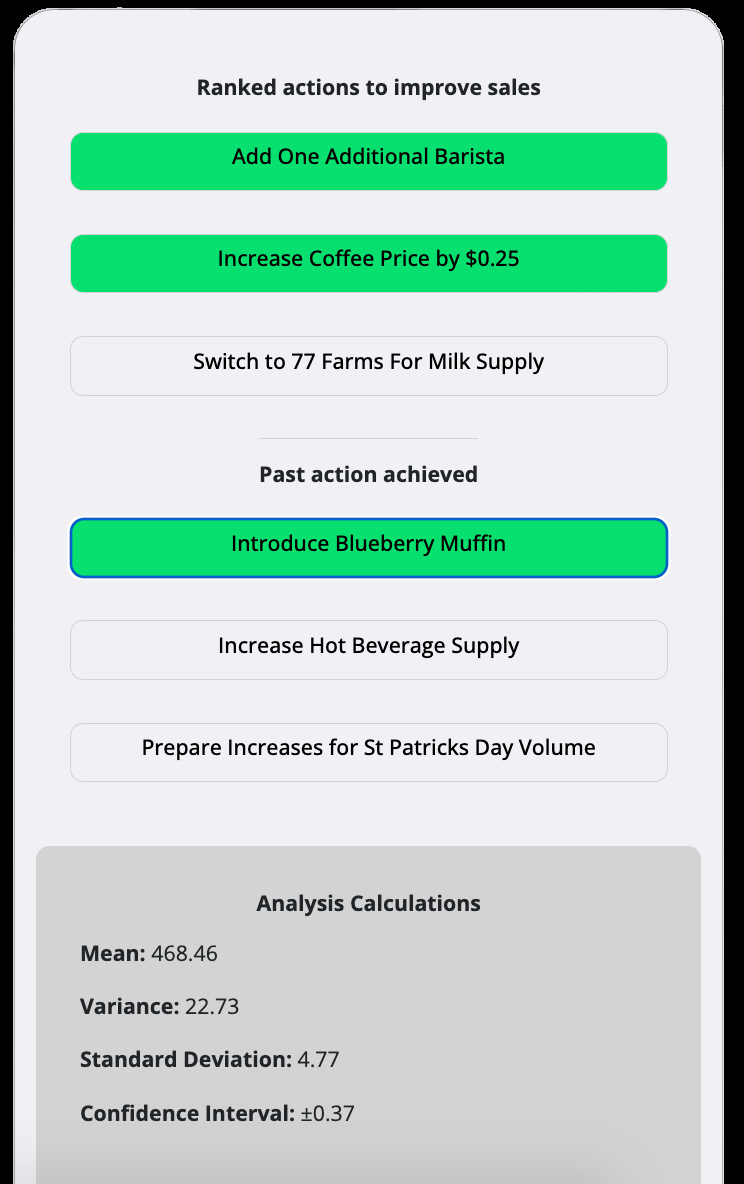 Ranked actions to improve sales
Add One Additional Barista
Increase Coffee Price by $0.25
Switch to 77 Farms For Milk Supply
Past action achieved
Introduce Blueberry Muffin
Increase Hot Beverage Supply
Prepare Increases for St Patricks Day Volume
Analysis Calculations
Mean: 468.46
Variance: 22.73
Standard Deviation: 4.77
Confidence Interval: ±0.37